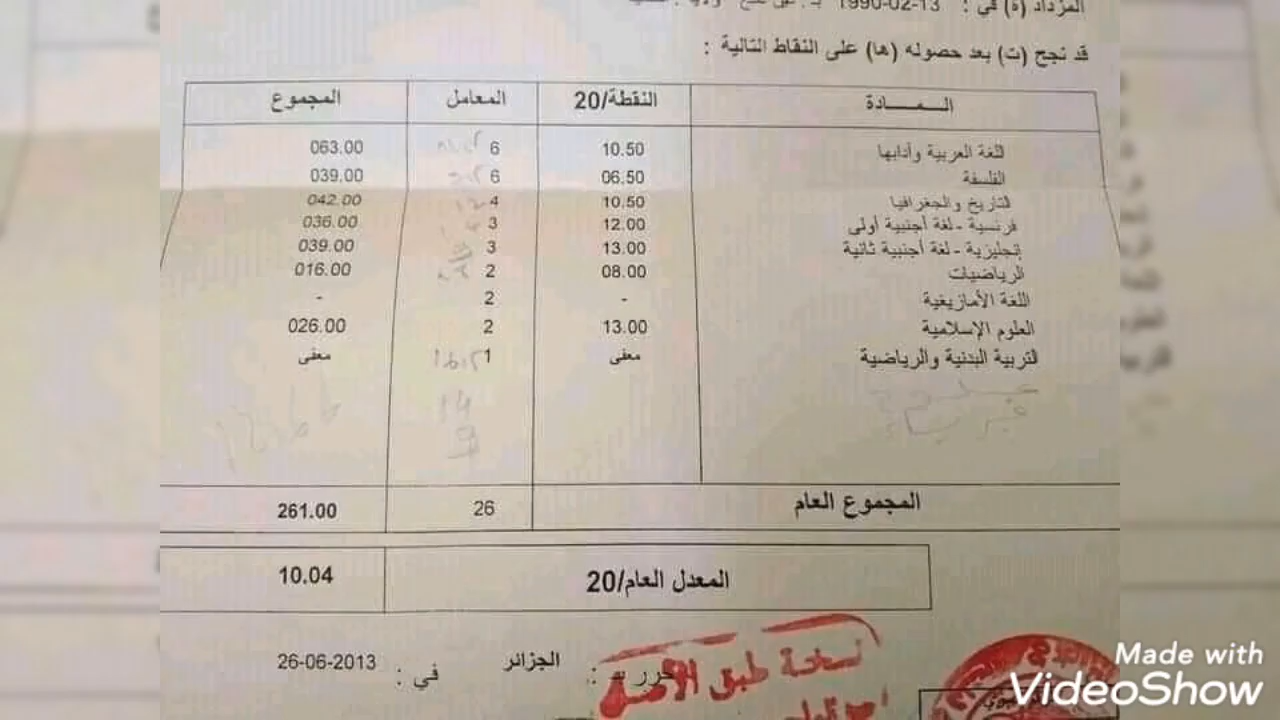 المزداد (ة) في : 13-02-1990 بـ :
قد نجح (ت) بعد حصوله (ها) على النقاط التالية :
الـمـــــادة النقطة/20 المعامل المجموع
اللغة العربية وأدابها 10.50 6 063.00
الفلسفة 06.50 6 039.00
التاريخ والجغرافيا 10.50 4 042.00
فرنسية - لغة أجنبية أولى 12.00 3 036.00
إنجليزية - لغة أجنبية ثانية 13.00 3 039.00
الرياضيات 08.00 2 016.00
اللغة الأمازيغية - 2 -
العلوم الإسلامية 13.00 2 026.00
التربية البدنية والرياضية معفى 1 معفى
المجموع العام 26 261.00
المعدل العام/20 10.04
حرر بـ : الجزائر في : 26-06-2013
نسخة طبق الأصل
Made with
VideoShow